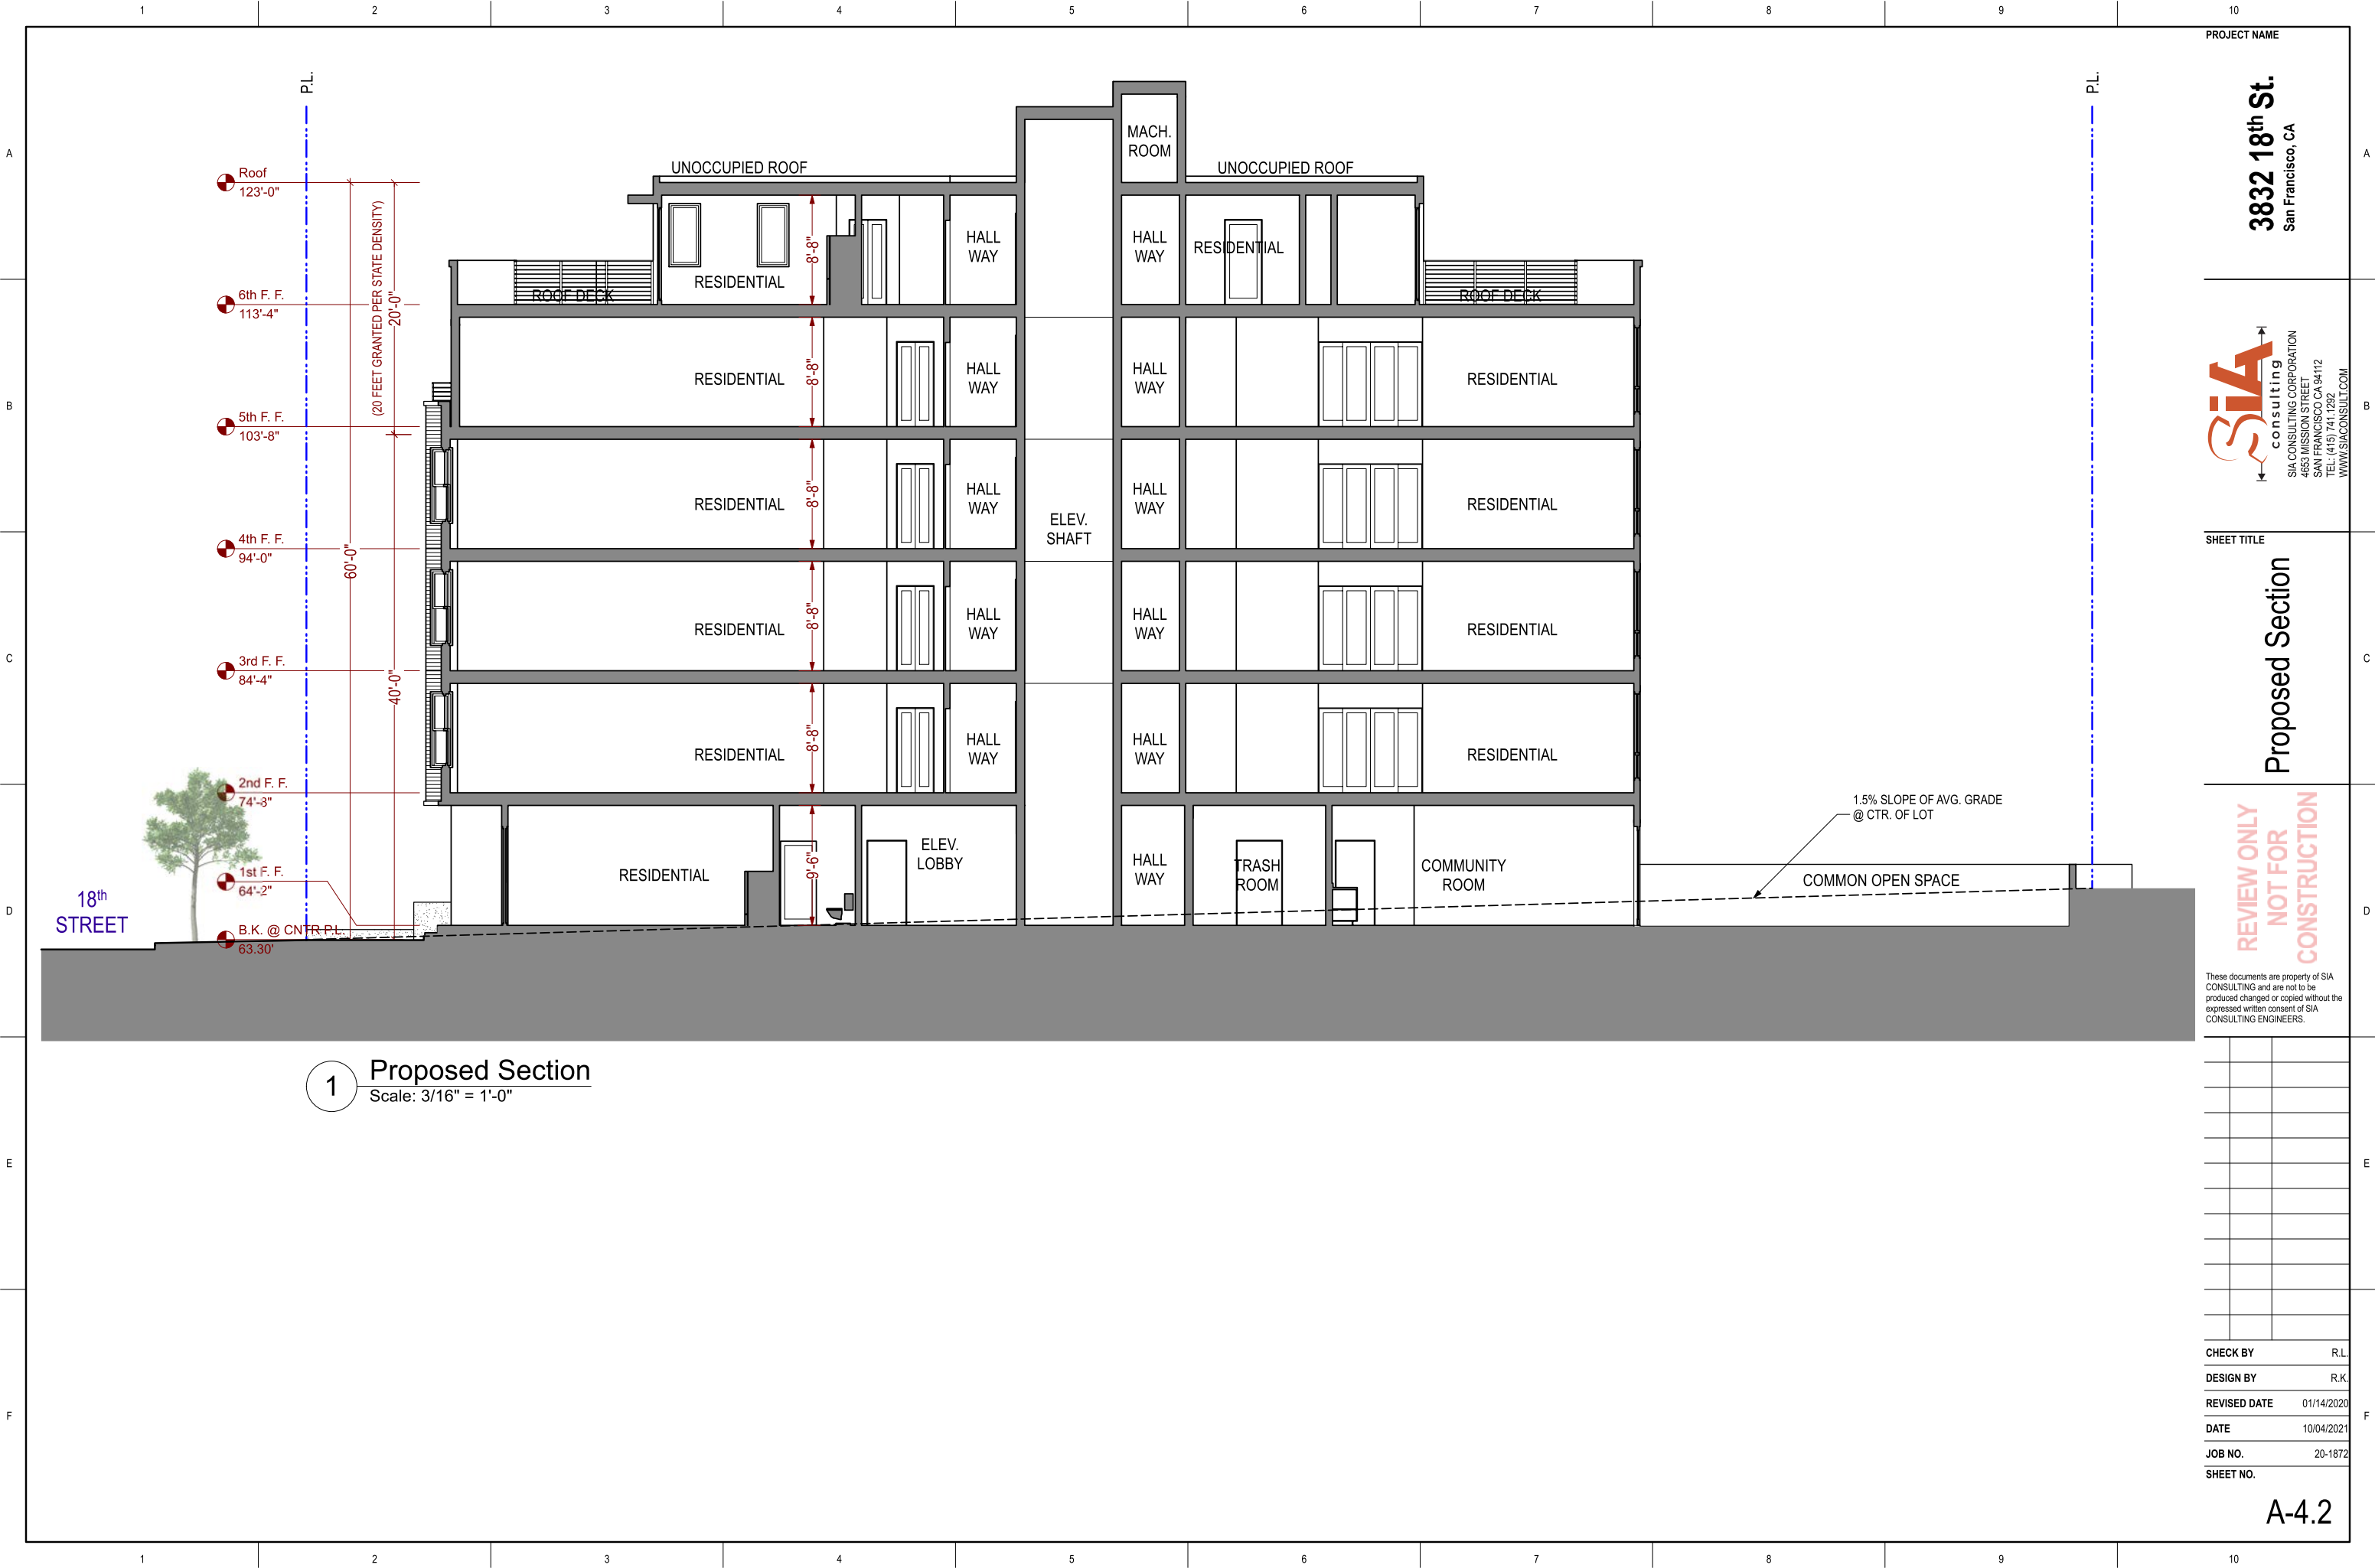 1 2 3 4 5 6 7 8 9 10
A
B
C
D
E
F
P.L.
P.L.
Roof
123'-0"
6th F. F.
113'-4"
5th F. F.
103'-8"
4th F. F.
94'-0"
3rd F. F.
84'-4"
2nd F. F.
74'-8"
1st F. F.
64'-2"
B.K. @ CNTR P.L.
63.30'
(20 FEET GRANTED PER STATE DENSITY)
20'-0"
60'-0"
40'-0"
18th
STREET
MACH.
ROOM
UNOCCUPIED ROOF
UNOCCUPIED ROOF
8'-8"
HALL
WAY
HALL
WAY
RESIDENTIAL
RESIDENTIAL
ROOF DECK
ROOF DECK
RESIDENTIAL
8'-8"
HALL
WAY
HALL
WAY
RESIDENTIAL
RESIDENTIAL
8'-8"
HALL
WAY
ELEV.
SHAFT
HALL
WAY
RESIDENTIAL
RESIDENTIAL
8'-8"
HALL
WAY
HALL
WAY
RESIDENTIAL
RESIDENTIAL
8'-8"
HALL
WAY
HALL
WAY
RESIDENTIAL
RESIDENTIAL
9'-6"
ELEV.
LOBBY
HALL
WAY
TRASH
ROOM
COMMUNITY
ROOM
1.5% SLOPE OF AVG. GRADE
@ CTR. OF LOT
COMMON OPEN SPACE
1
Proposed Section
Scale: 3/16" = 1'-0"
PROJECT NAME
3832 18th St.
San Francisco, CA
SiA
consulting
SIA CONSULTING CORPORATION
4653 MISSION STREET
SAN FRANCISCO CA 94112
TEL: (415) 741.1292
WWW.SIACONSULT.COM
SHEET TITLE
Proposed Section
REVIEW ONLY
NOT FOR
CONSTRUCTION
These documents are property of SIA
CONSULTING and are not to be
produced changed or copied without the
expressed written consent of SIA
CONSULTING ENGINEERS.
CHECK BY R.L.
DESIGN BY R.K.
REVISED DATE 01/14/2020
DATE 10/04/2021
JOB NO. 20-1872
SHEET NO.
A-4.2
A
B
C
D
E
F
1 2 3 4 5 6 7 8 9 10